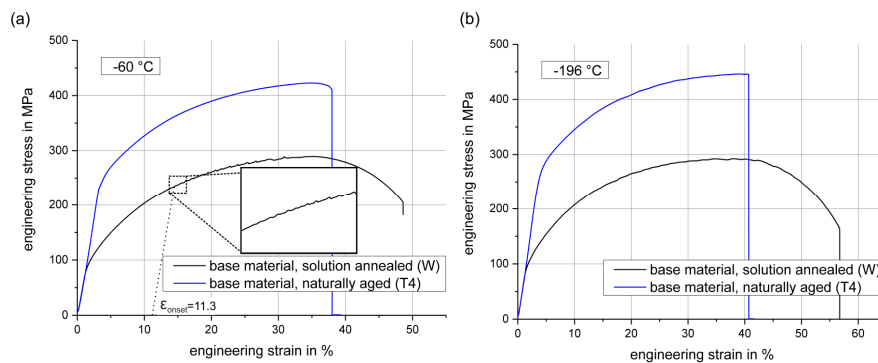 (a)
500
400
300
200
100
0
engineering stress in MPa
-60 °C
base material, solution annealed (W)
base material, naturally aged (T4)
εonset=11.3
0 10 20 30 40 50
engineering strain in %
(b)
500
400
300
200
100
0
engineering stress in MPa
-196 °C
base material, solution annealed (W)
base material, naturally aged (T4)
0 10 20 30 40 50 60
engineering strain in %